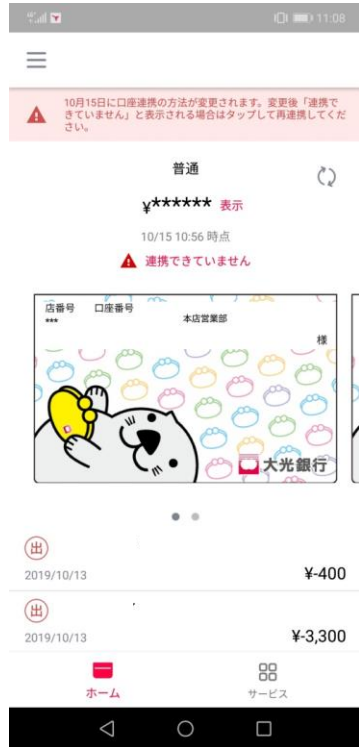 11:08
10月15日に口座連携の方法が変更されます。変更後「連携で
きていません」と表示される場合はタップして再連携してくだ
さい。
普通
¥****** 表示
10/15 10:56 時点
連携できていません
店番号 口座番号
***
本店営業部
様
大光銀行
出
2019/10/13 ¥-400
出
2019/10/13 ¥-3,300
ホーム サービス